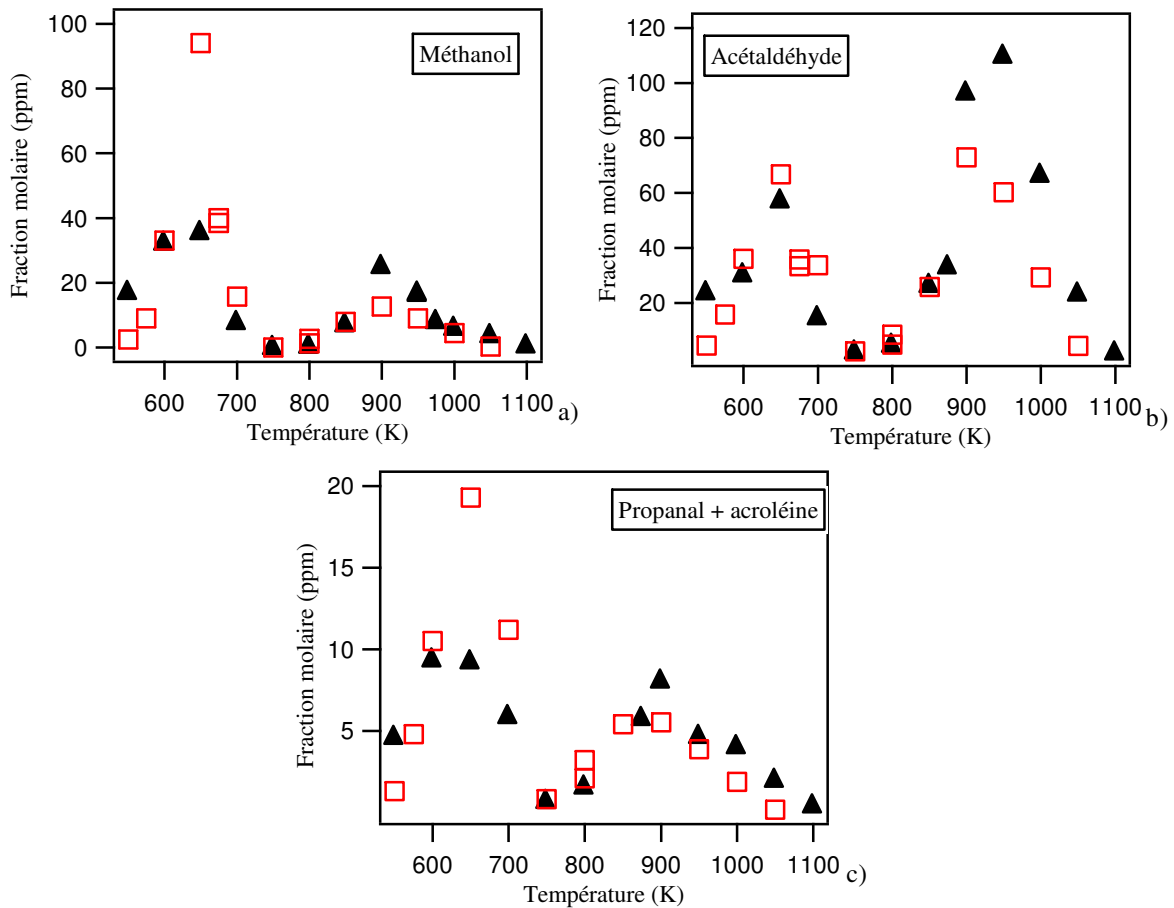 100
80
60
40
20
0
600 700 800 900 1000 1100
Fraction molaire (ppm)
Température (K)
Méthanol
a)
120
100
80
60
40
20
600 700 800 900 1000 1100
Fraction molaire (ppm)
Température (K)
Acétaldéhyde
b)
20
15
10
5
600 700 800 900 1000 1100
Fraction molaire (ppm)
Température (K)
Propanal + acroléine
c)